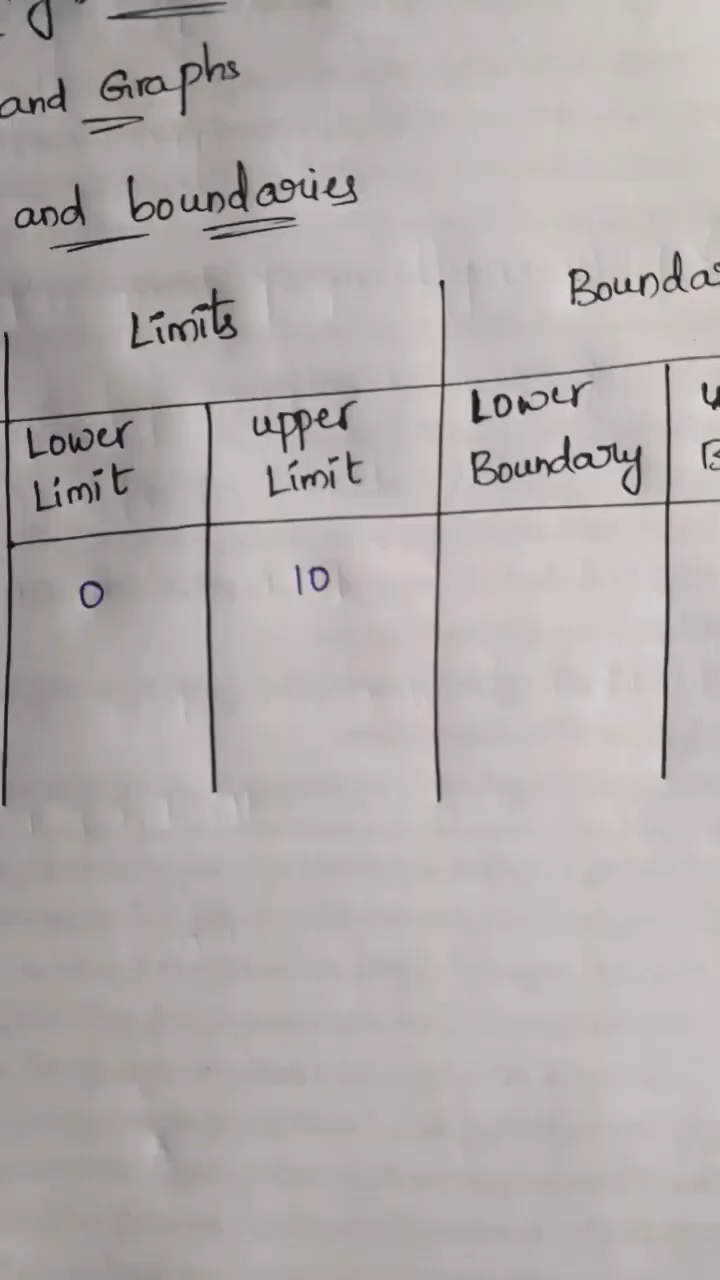 and Graphs
and boundaries
Limits
Lower Limit
upper Limit
Lower Boundary
0
10